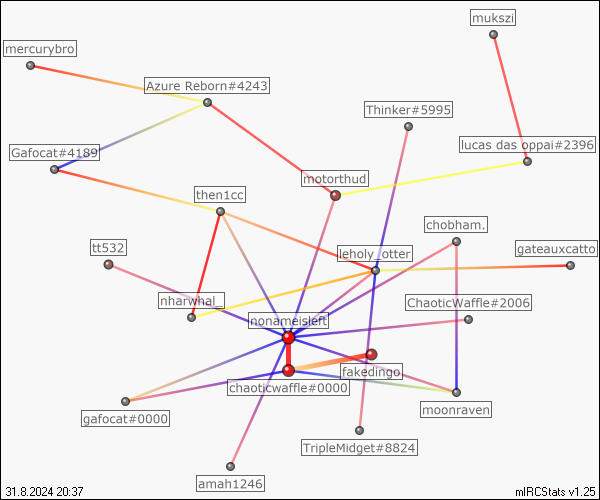 mukszi
mercurybro
Azure Reborn#4243
Thinker#5995
lucas das oppai#2396
Gafocat#4189
motorthud
then1cc
chobham.
tt532
leholy_otter
gateauxcatto
nharwhal_
ChaoticWaffle#2006
nonameisleft
fakedingo
chaoticwaffle#0000
moonraven
gafocat#0000
TripleMidget#8824
amah1246
31.8.2024 20:37
mIRCStats v1.25